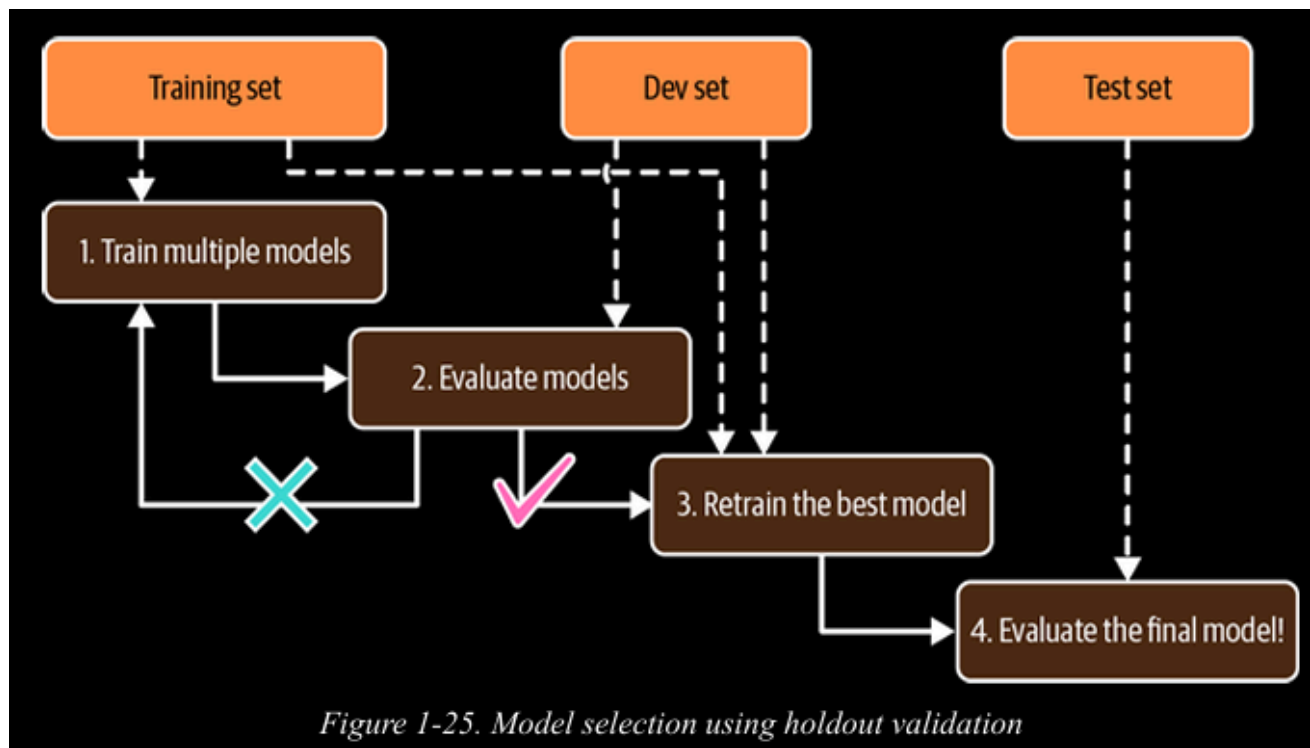 Training set
Dev set
Test set
1. Train multiple models
2. Evaluate models
3. Retrain the best model
4. Evaluate the final model!
Figure 1-25. Model selection using holdout validation